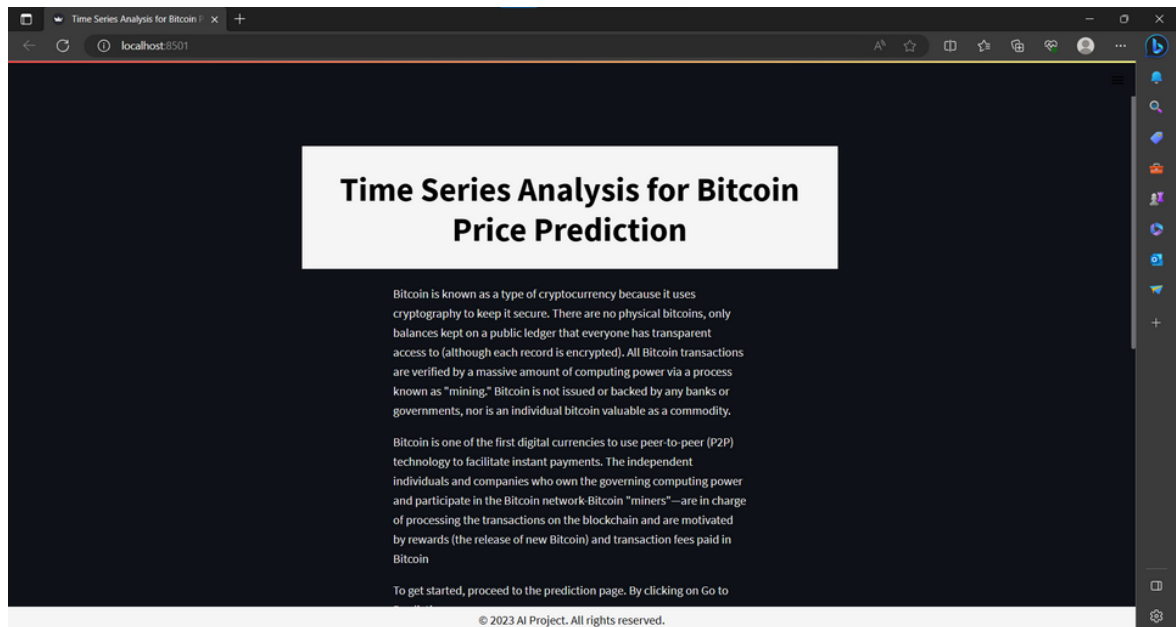 Time Series Analysis for Bitcoin P
localhost:8501
Time Series Analysis for Bitcoin
Price Prediction
Bitcoin is known as a type of cryptocurrency because it uses
cryptography to keep it secure. There are no physical bitcoins, only
balances kept on a public ledger that everyone has transparent
access to (although each record is encrypted). All Bitcoin transactions
are verified by a massive amount of computing power via a process
known as "mining." Bitcoin is not issued or backed by any banks or
governments, nor is an individual bitcoin valuable as a commodity.
Bitcoin is one of the first digital currencies to use peer-to-peer (P2P)
technology to facilitate instant payments. The independent
individuals and companies who own the governing computing power
and participate in the Bitcoin network-Bitcoin "miners"—are in charge
of processing the transactions on the blockchain and are motivated
by rewards (the release of new Bitcoin) and transaction fees paid in
Bitcoin
To get started, proceed to the prediction page. By clicking on Go to
© 2023 AI Project. All rights reserved.